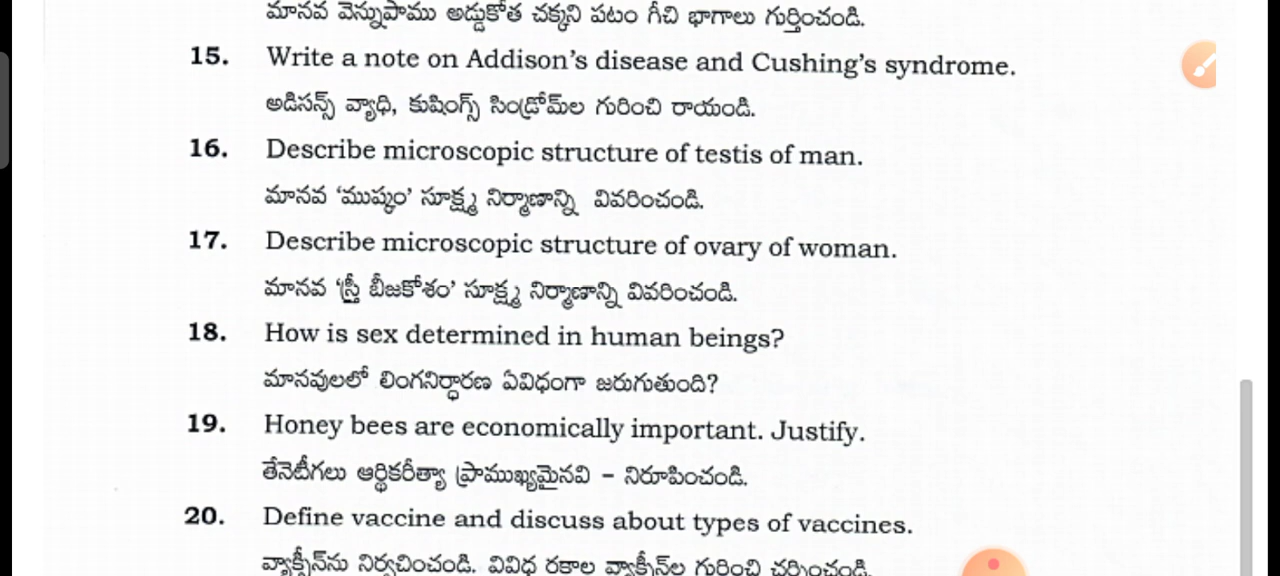 మానవ వెన్నుపాము అడ్డుకోత చక్కని పటం గీచి భాగాలు గుర్తించండి.
15. Write a note on Addison's disease and Cushing's syndrome.
అడిసన్స్ వ్యాధి, కుషింగ్స్ సిండ్రోమ్‌ల గురించి రాయండి.
16. Describe microscopic structure of testis of man.
మానవ 'ముష్కం' సూక్ష్మ నిర్మాణాన్ని వివరించండి.
17. Describe microscopic structure of ovary of woman.
మానవ 'స్త్రీ బీజకోశం' సూక్ష్మ నిర్మాణాన్ని వివరించండి.
18. How is sex determined in human beings?
మానవులలో లింగనిర్ధారణ ఏవిధంగా జరుగుతుంది?
19. Honey bees are economically important. Justify.
తేనెటీగలు ఆర్థికరీత్యా ప్రాముఖ్యమైనవి – నిరూపించండి.
20. Define vaccine and discuss about types of vaccines.
వ్యాక్సీన్‌ను నిర్వచించండి. వివిధ రకాల వ్యాక్సీన్‌ల గురించి చర్చించండి.